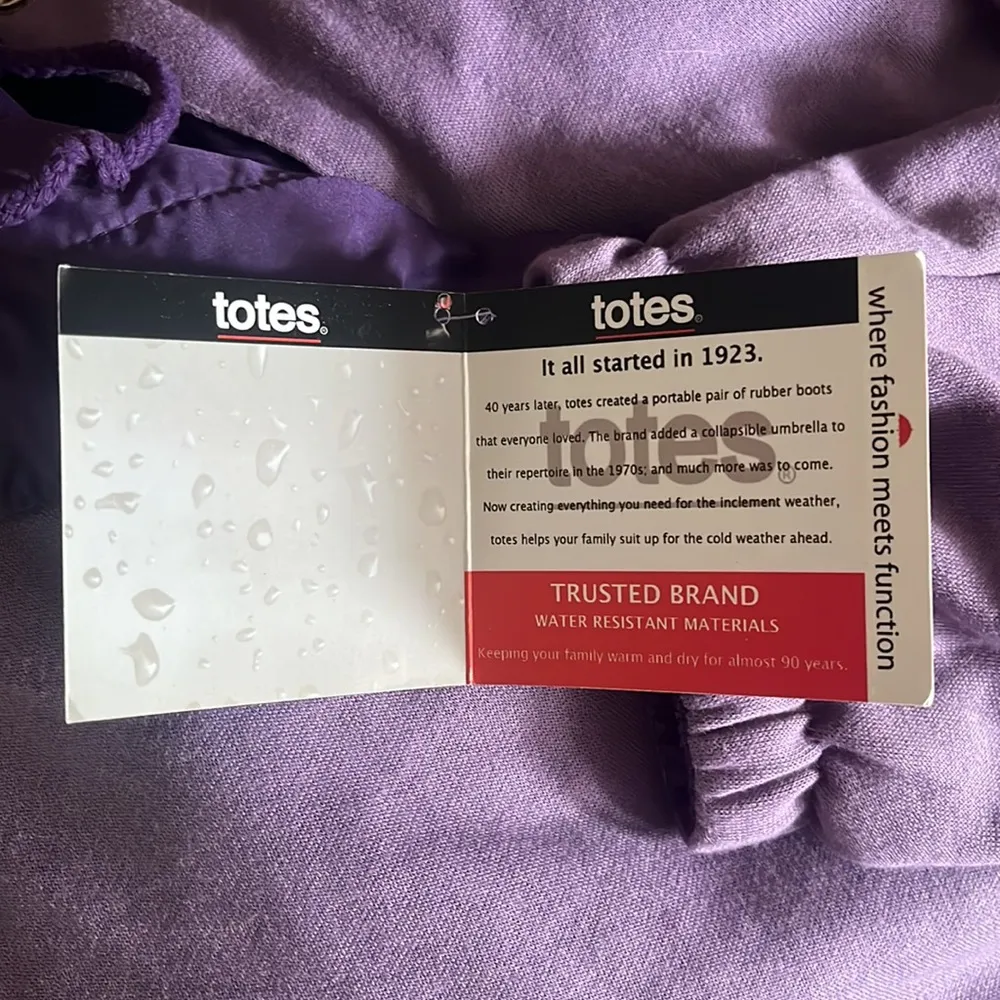 totes®
totes®
It all started in 1923.
40 years later, totes created a portable pair of rubber boots
that everyone loved. The brand added a collapsible umbrella to
their repertoire in the 1970s; and much more was to come.
Now creating everything you need for the inclement weather,
totes helps your family suit up for the cold weather ahead.
totes®
TRUSTED BRAND
WATER RESISTANT MATERIALS
Keeping your family warm and dry for almost 90 years.
where fashion meets function